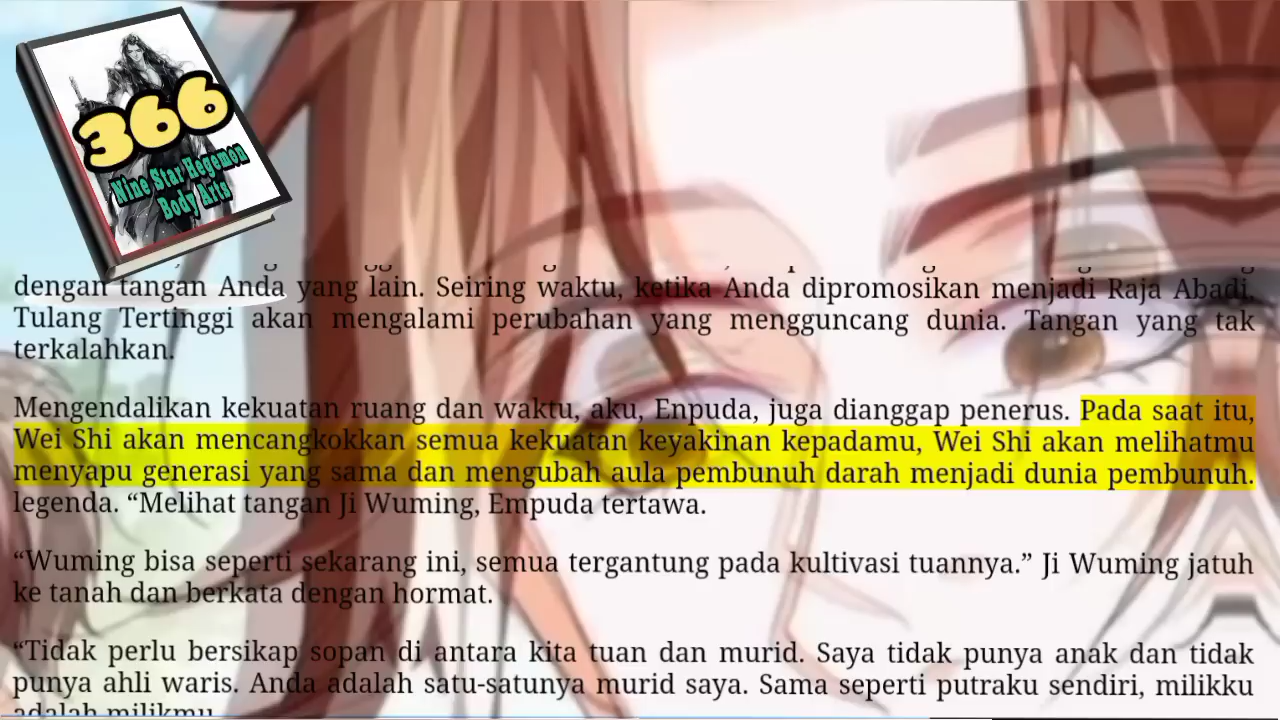 366
Nine Star Hegemon
Body Arts
dengan tangan Anda yang lain. Seiring waktu, ketika Anda dipromosikan menjadi Raja Abadi,
Tulang Tertinggi akan mengalami perubahan yang mengguncang dunia. Tangan yang tak
terkalahkan.
Mengendalikan kekuatan ruang dan waktu, aku, Enpuda, juga dianggap penerus. Pada saat itu,
Wei Shi akan mencangkokkan semua kekuatan keyakinan kepadamu, Wei Shi akan melihatmu
menyapu generasi yang sama dan mengubah aula pembunuh darah menjadi dunia pembunuh.
legenda. “Melihat tangan Ji Wuming, Empuda tertawa.
“Wuming bisa seperti sekarang ini, semua tergantung pada kultivasi tuannya.” Ji Wuming jatuh
ke tanah dan berkata dengan hormat.
“Tidak perlu bersikap sopan di antara kita tuan dan murid. Saya tidak punya anak dan tidak
punya ahli waris. Anda adalah satu-satunya murid saya. Sama seperti putraku sendiri, milikku
adalah milikmu.